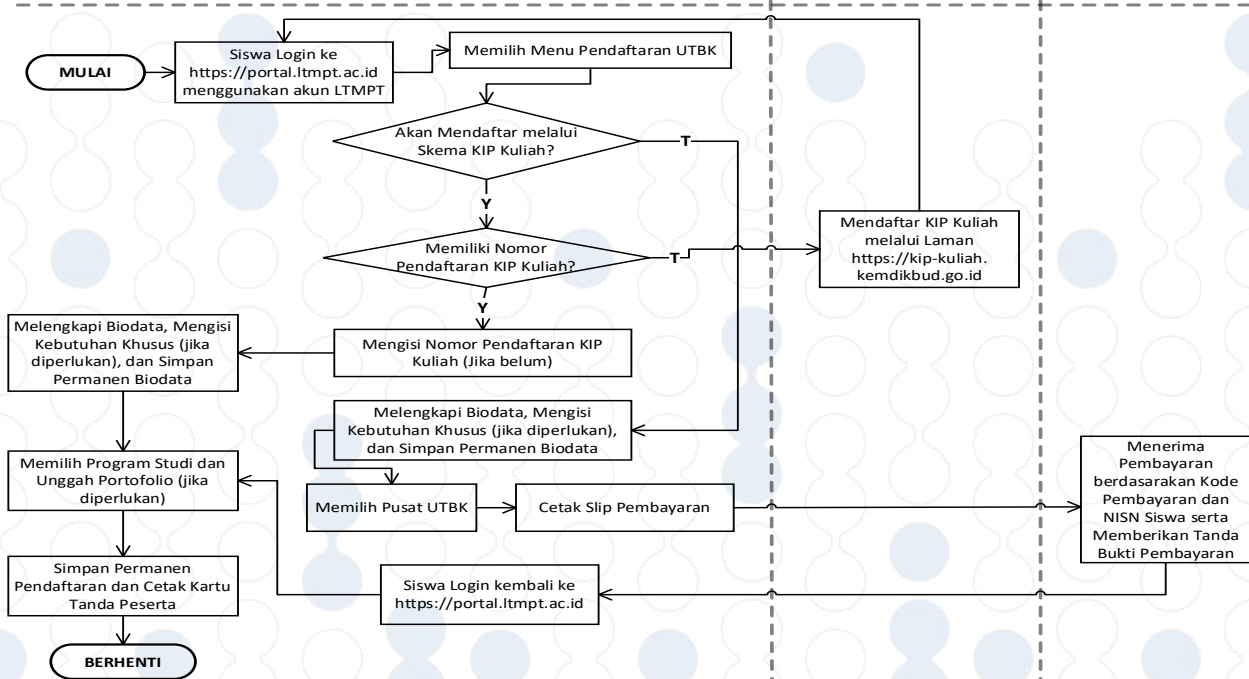 MULAI
Siswa Login ke
https://portal.ltmpt.ac.id
menggunakan akun LTMPT
Memilih Menu Pendaftaran UTBK
Akan Mendaftar melalui
Skema KIP Kuliah?
T
Y
Memiliki Nomor
Pendaftaran KIP Kuliah?
T
Y
Mendaftar KIP Kuliah
melalui Laman
https://kip-kuliah.
kemdikbud.go.id
Mengisi Nomor Pendaftaran KIP
Kuliah (Jika belum)
Melengkapi Biodata, Mengisi
Kebutuhan Khusus (jika
diperlukan), dan Simpan
Permanen Biodata
Melengkapi Biodata, Mengisi
Kebutuhan Khusus (jika diperlukan),
dan Simpan Permanen Biodata
Memilih Program Studi dan
Unggah Portofolio (jika
diperlukan)
Memilih Pusat UTBK
Cetak Slip Pembayaran
Menerima
Pembayaran
berdasarakan Kode
Pembayaran dan
NISN Siswa serta
Memberikan Tanda
Bukti Pembayaran
Simpan Permanen
Pendaftaran dan Cetak Kartu
Tanda Peserta
Siswa Login kembali ke
https://portal.ltmpt.ac.id
BERHENTI